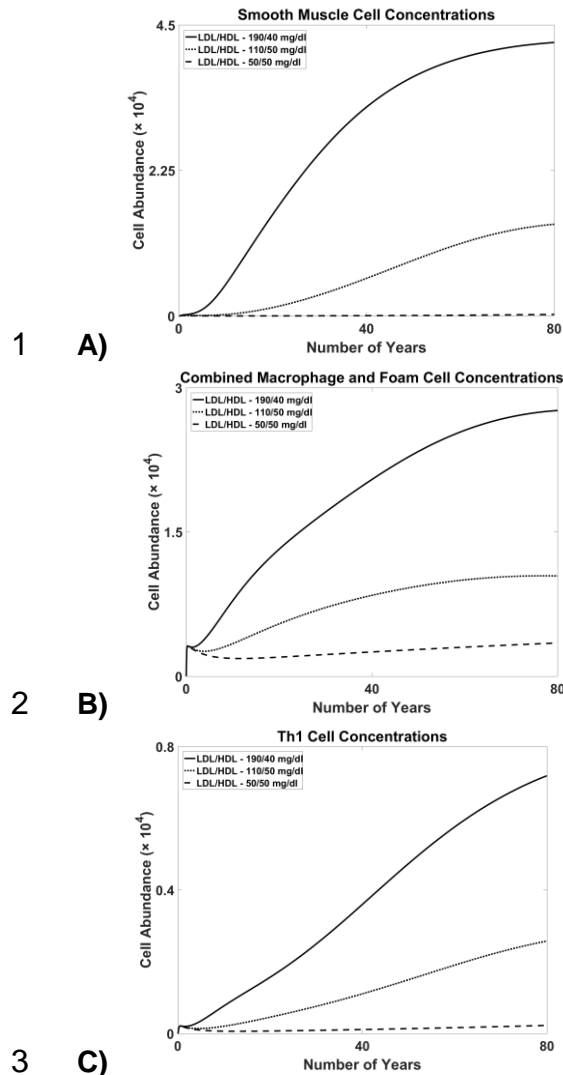 Smooth Muscle Cell Concentrations
4.5
LDL/HDL - 190/40 mg/dl
LDL/HDL - 110/50 mg/dl
LDL/HDL - 50/50 mg/dl
Cell Abundance (× 10⁴)
2.25
0
0 40 80
Number of Years
1 A)
Combined Macrophage and Foam Cell Concentrations
3
LDL/HDL - 190/40 mg/dl
LDL/HDL - 110/50 mg/dl
LDL/HDL - 50/50 mg/dl
Cell Abundance (× 10⁴)
1.5
0
0 40 80
Number of Years
2 B)
Th1 Cell Concentrations
0.8
LDL/HDL - 190/40 mg/dl
LDL/HDL - 110/50 mg/dl
LDL/HDL - 50/50 mg/dl
Cell Abundance (× 10⁴)
0.4
0
0 40 80
Number of Years
3 C)